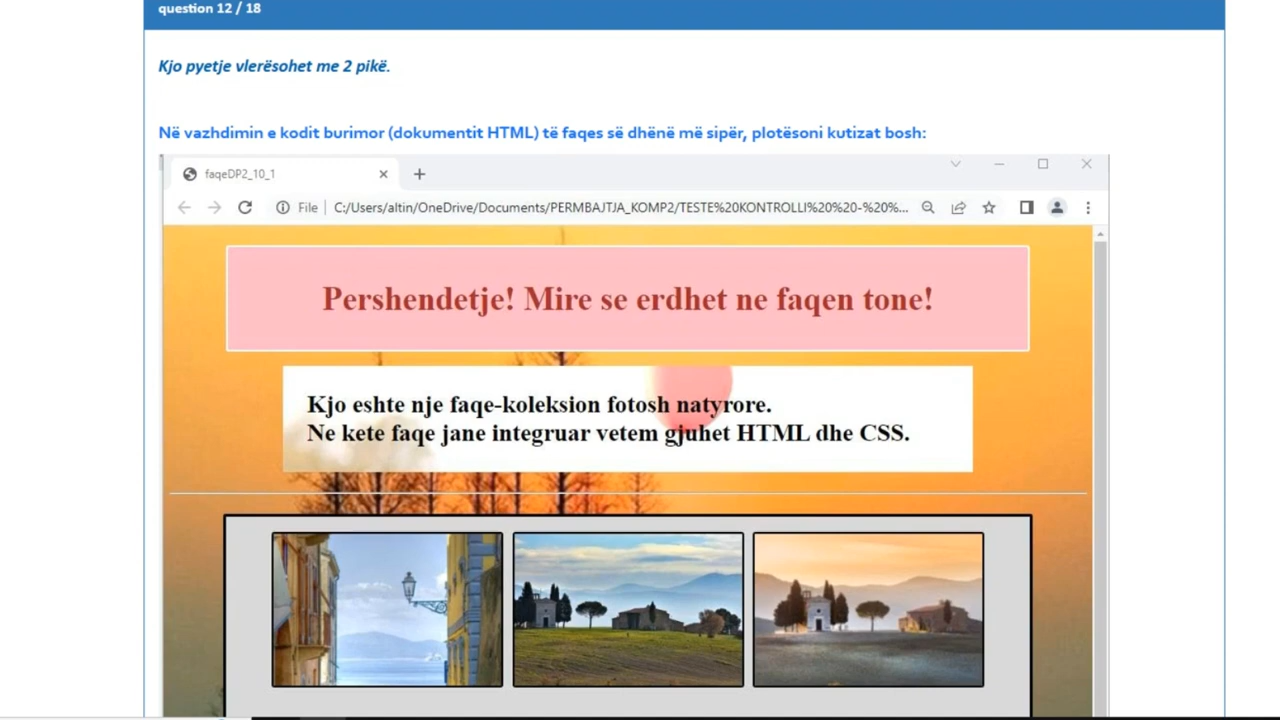 question 12 / 18
Kjo pyetje vlerësohet me 2 pikë.
Në vazhdimin e kodit burimor (dokumentit HTML) të faqes së dhënë më sipër, plotësoni kutizat bosh:
faqeDP2_10_1
File | C:/Users/altin/OneDrive/Documents/PERMBAJTJA_KOMP2/TESTE%20KONTROLLI%20%20-%20%...
Pershendetje! Mire se erdhet ne faqen tone!
Kjo eshte nje faqe-koleksion fotosh natyrore.
Ne kete faqe jane integruar vetem gjuhet HTML dhe CSS.